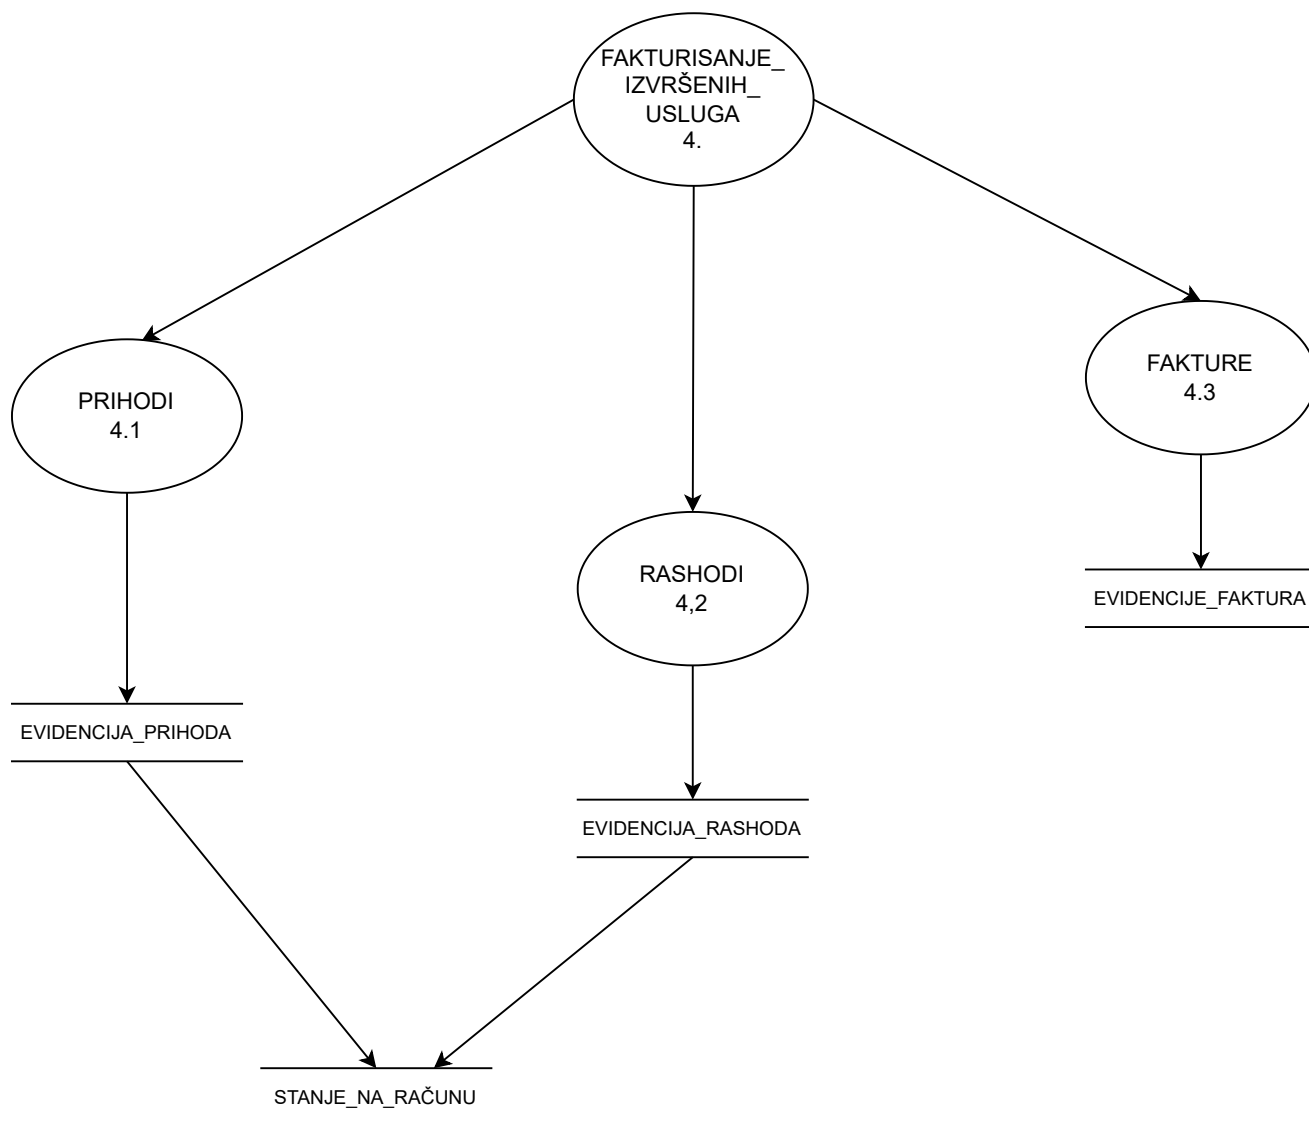 FAKTURISANJE_
IZVRŠENIH_
USLUGA
4.
PRIHODI
4.1
FAKTURE
4.3
RASHODI
4,2
EVIDENCIJE_FAKTURA
EVIDENCIJA_PRIHODA
EVIDENCIJA_RASHODA
STANJE_NA_RAČUNU